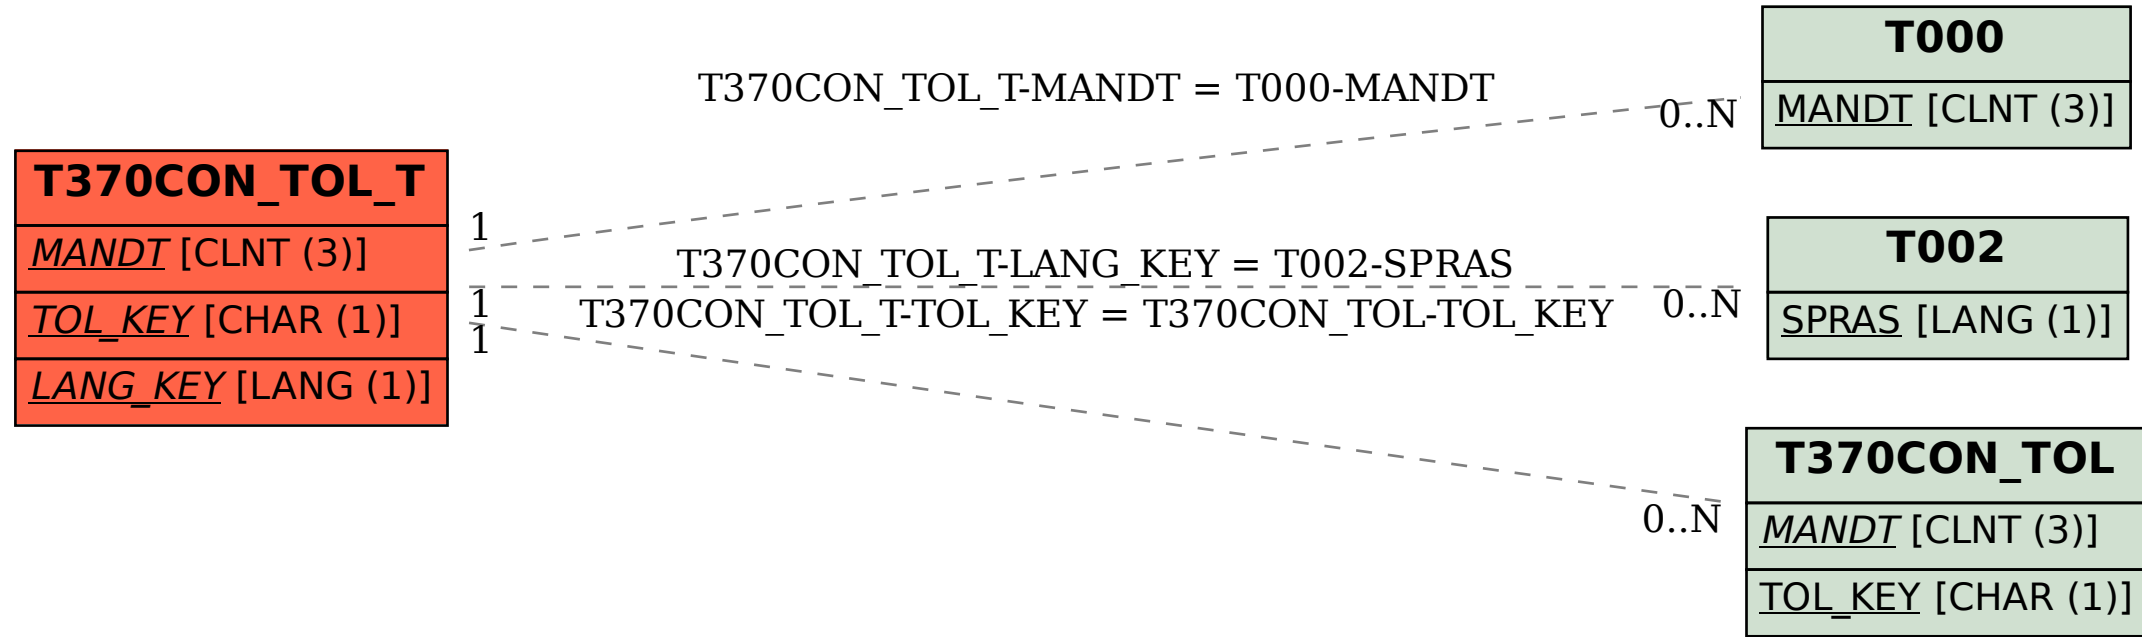 T370CON_TOL_T
MANDT [CLNT (3)]
TOL_KEY [CHAR (1)]
LANG_KEY [LANG (1)]
T370CON_TOL_T-MANDT = T000-MANDT
1
0..N
T370CON_TOL_T-LANG_KEY = T002-SPRAS
1
0..N
T370CON_TOL_T-TOL_KEY = T370CON_TOL-TOL_KEY
1
0..N
T000
MANDT [CLNT (3)]
T002
SPRAS [LANG (1)]
T370CON_TOL
MANDT [CLNT (3)]
TOL_KEY [CHAR (1)]